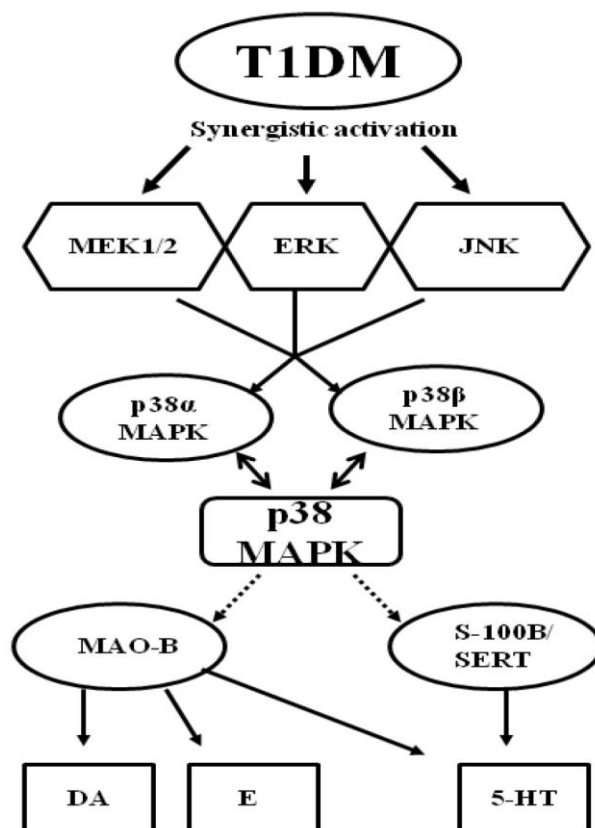 T1DM
Synergistic activation
MEK1/2
ERK
JNK
p38α
MAPK
p38β
MAPK
p38
MAPK
MAO-B
S-100B/
SERT
DA
E
5-HT